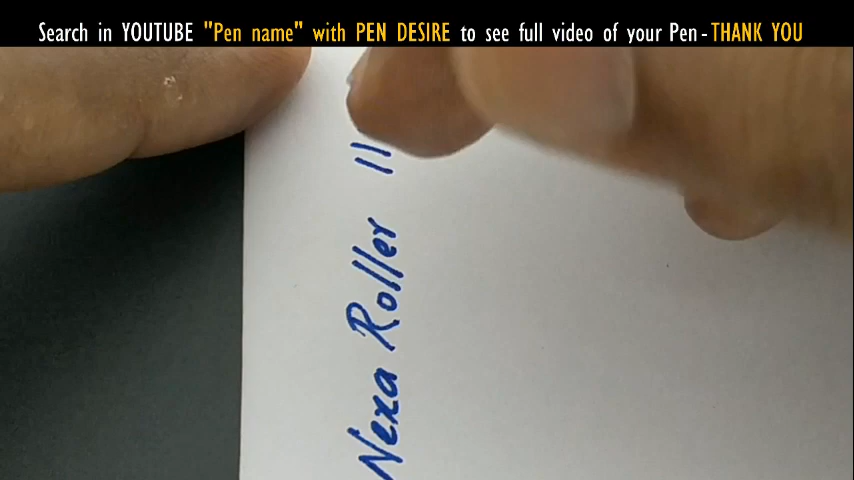 Search in YOUTUBE "Pen name" with PEN DESIRE to see full video of your Pen - THANK YOU
Nexa Roller 11